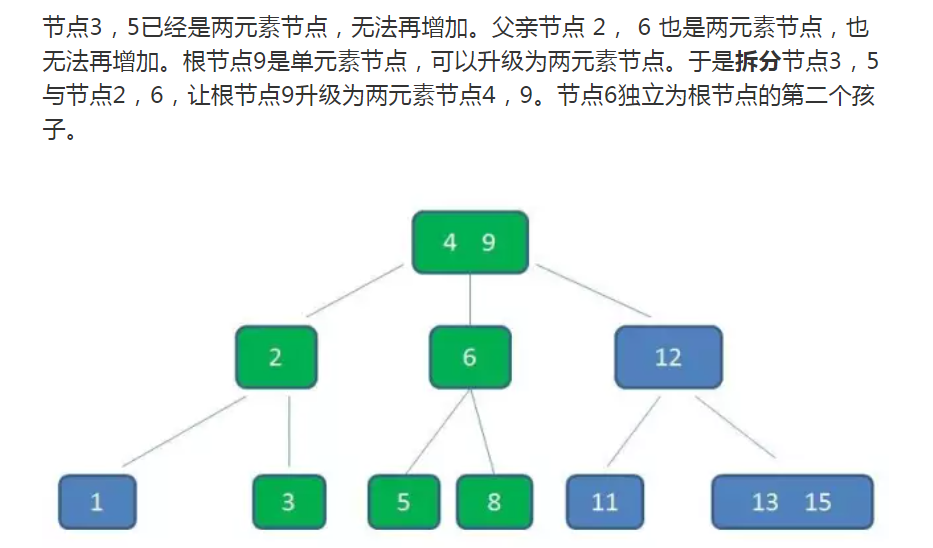 节点3，5已经是两元素节点，无法再增加。父亲节点 2， 6 也是两元素节点，也
无法再增加。根节点9是单元素节点，可以升级为两元素节点。于是拆分节点3，5
与节点2，6，让根节点9升级为两元素节点4，9。节点6独立为根节点的第二个孩
子。
4 9
2 6 12
1 3 5 8 11 13 15